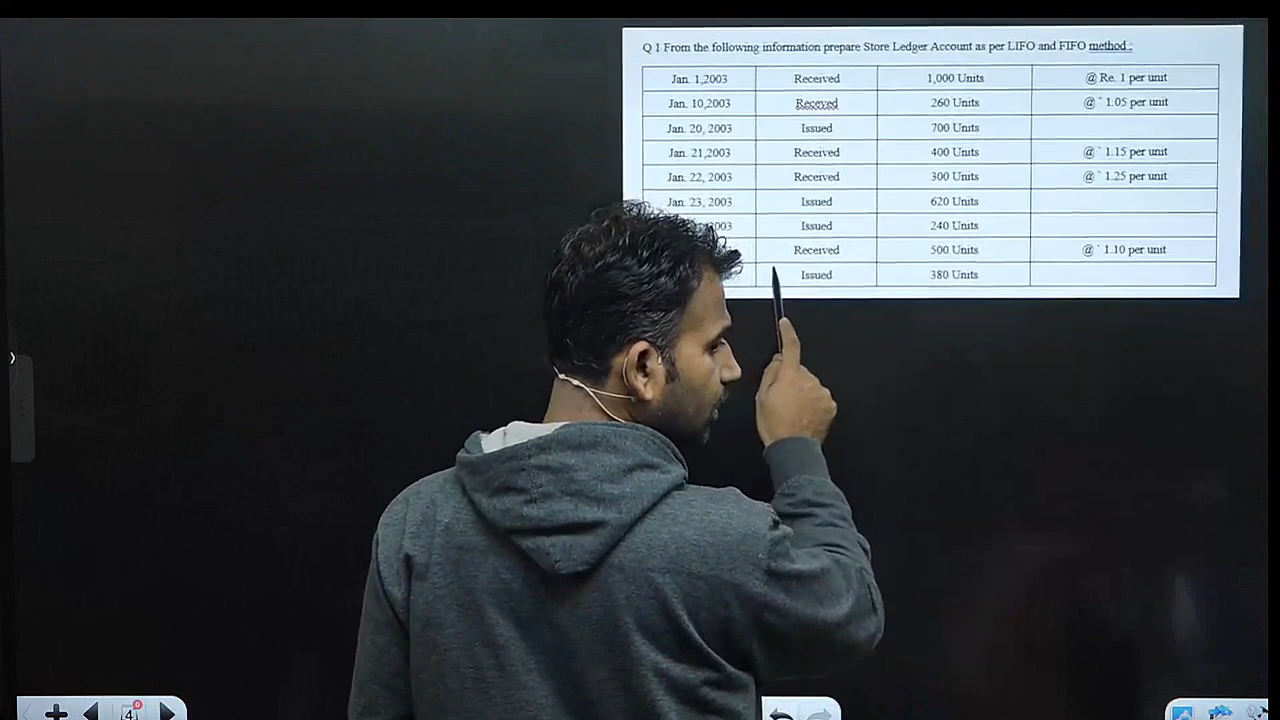 Q 1 From the following information prepare Store Ledger Account as per LIFO and FIFO method :
Jan. 1,2003 Received 1,000 Units @ Re. 1 per unit
Jan. 10,2003 Receved 260 Units @ ` 1.05 per unit
Jan. 20, 2003 Issued 700 Units
Jan. 21,2003 Received 400 Units @ ` 1.15 per unit
Jan. 22, 2003 Received 300 Units @ ` 1.25 per unit
Jan. 23, 2003 Issued 620 Units
003 Issued 240 Units
Received 500 Units @ ` 1.10 per unit
Issued 380 Units
4